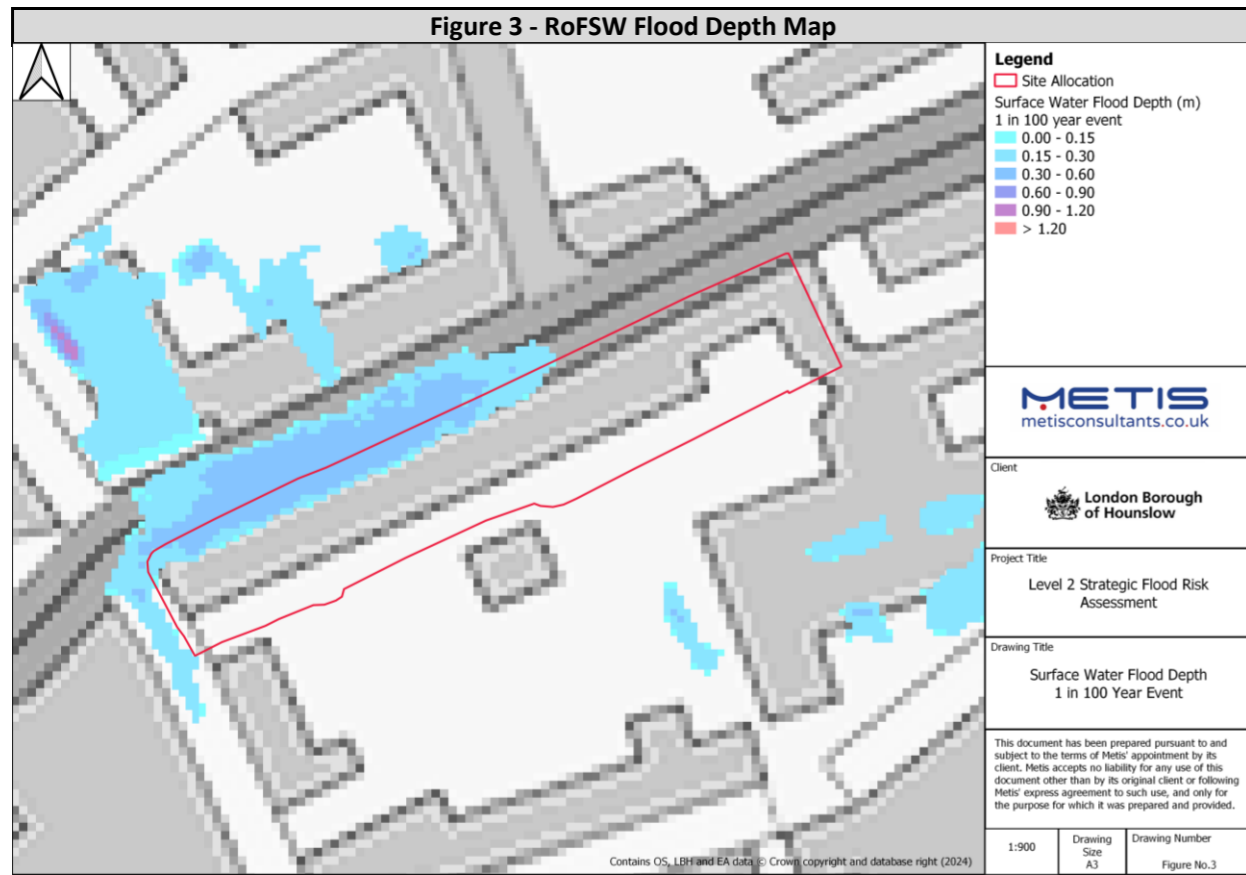 Figure 3 - RoFSW Flood Depth Map
Legend
Site Allocation
Surface Water Flood Depth (m)
1 in 100 year event
0.00 - 0.15
0.15 - 0.30
0.30 - 0.60
0.60 - 0.90
0.90 - 1.20
> 1.20
METIS
metisconsultants.co.uk
Client
London Borough
of Hounslow
Project Title
Level 2 Strategic Flood Risk
Assessment
Drawing Title
Surface Water Flood Depth
1 in 100 Year Event
This document has been prepared pursuant to and
subject to the terms of Metis' appointment by its
client. Metis accepts no liability for any use of this
document other than by its original client or following
Metis' express agreement to such use, and only for
the purpose for which it was prepared and provided.
1:900
Drawing
Size
A3
Drawing Number
Figure No.3
Contains OS, LBH and EA data © Crown copyright and database right (2024)